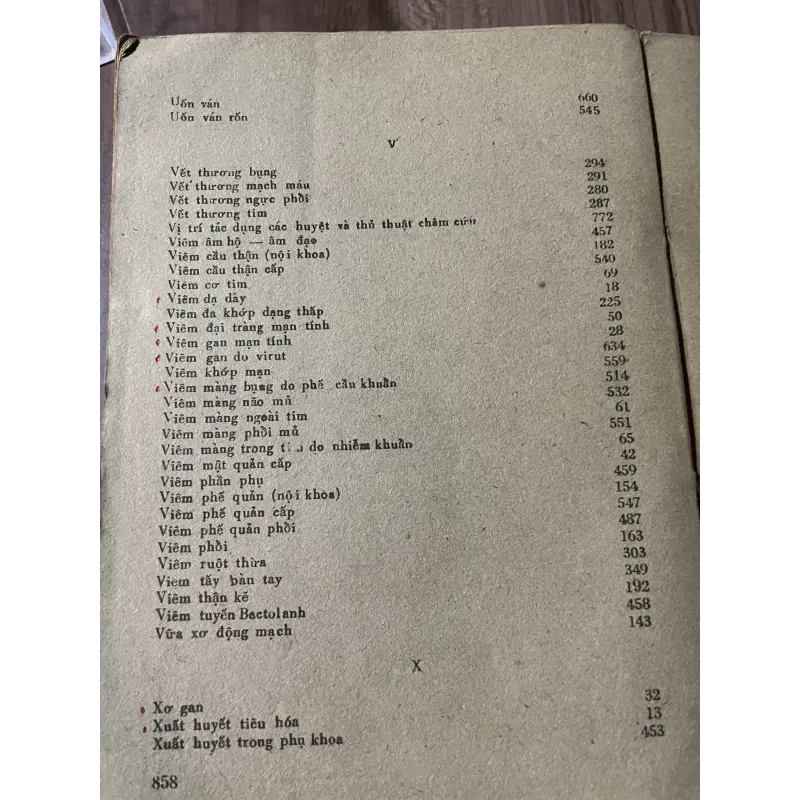 Uốn ván 660
Uốn ván rốn 545
V
Vết thương bụng 294
Vết thương mạch máu 291
Vết thương ngực phổi 280
Vết thương tim 287
Vị trí tác dụng các huyệt và thủ thuật châm cứu 772
Viêm âm hộ — âm đạo 457
Viêm cầu thận (nội khoa) 182
Viêm cầu thận cấp 540
Viêm cơ tim 69
Viêm dạ dày 18
Viêm đa khớp dạng thấp 225
Viêm đại tràng mạn tính 50
Viêm gan mạn tính 28
Viêm gan do virut 634
Viêm khớp mạn 559
Viêm màng bụng do phế cầu khuẩn 514
Viêm màng não mủ 532
Viêm màng ngoài tim 61
Viêm màng phổi mủ 551
Viêm màng trong tim do nhiễm khuẩn 65
Viêm mật quản cấp 42
Viêm phần phụ 459
Viêm phế quản (nội khoa) 154
Viêm phế quản cấp 547
Viêm phế quản phổi 487
Viêm phổi 163
Viêm ruột thừa 303
Viêm tấy bàn tay 349
Viêm thận kẽ 192
Viêm tuyến Bactolanh 458
Vữa xơ động mạch 143
X
Xơ gan 32
Xuất huyết tiêu hóa 13
Xuất huyết trong phụ khoa 453
858